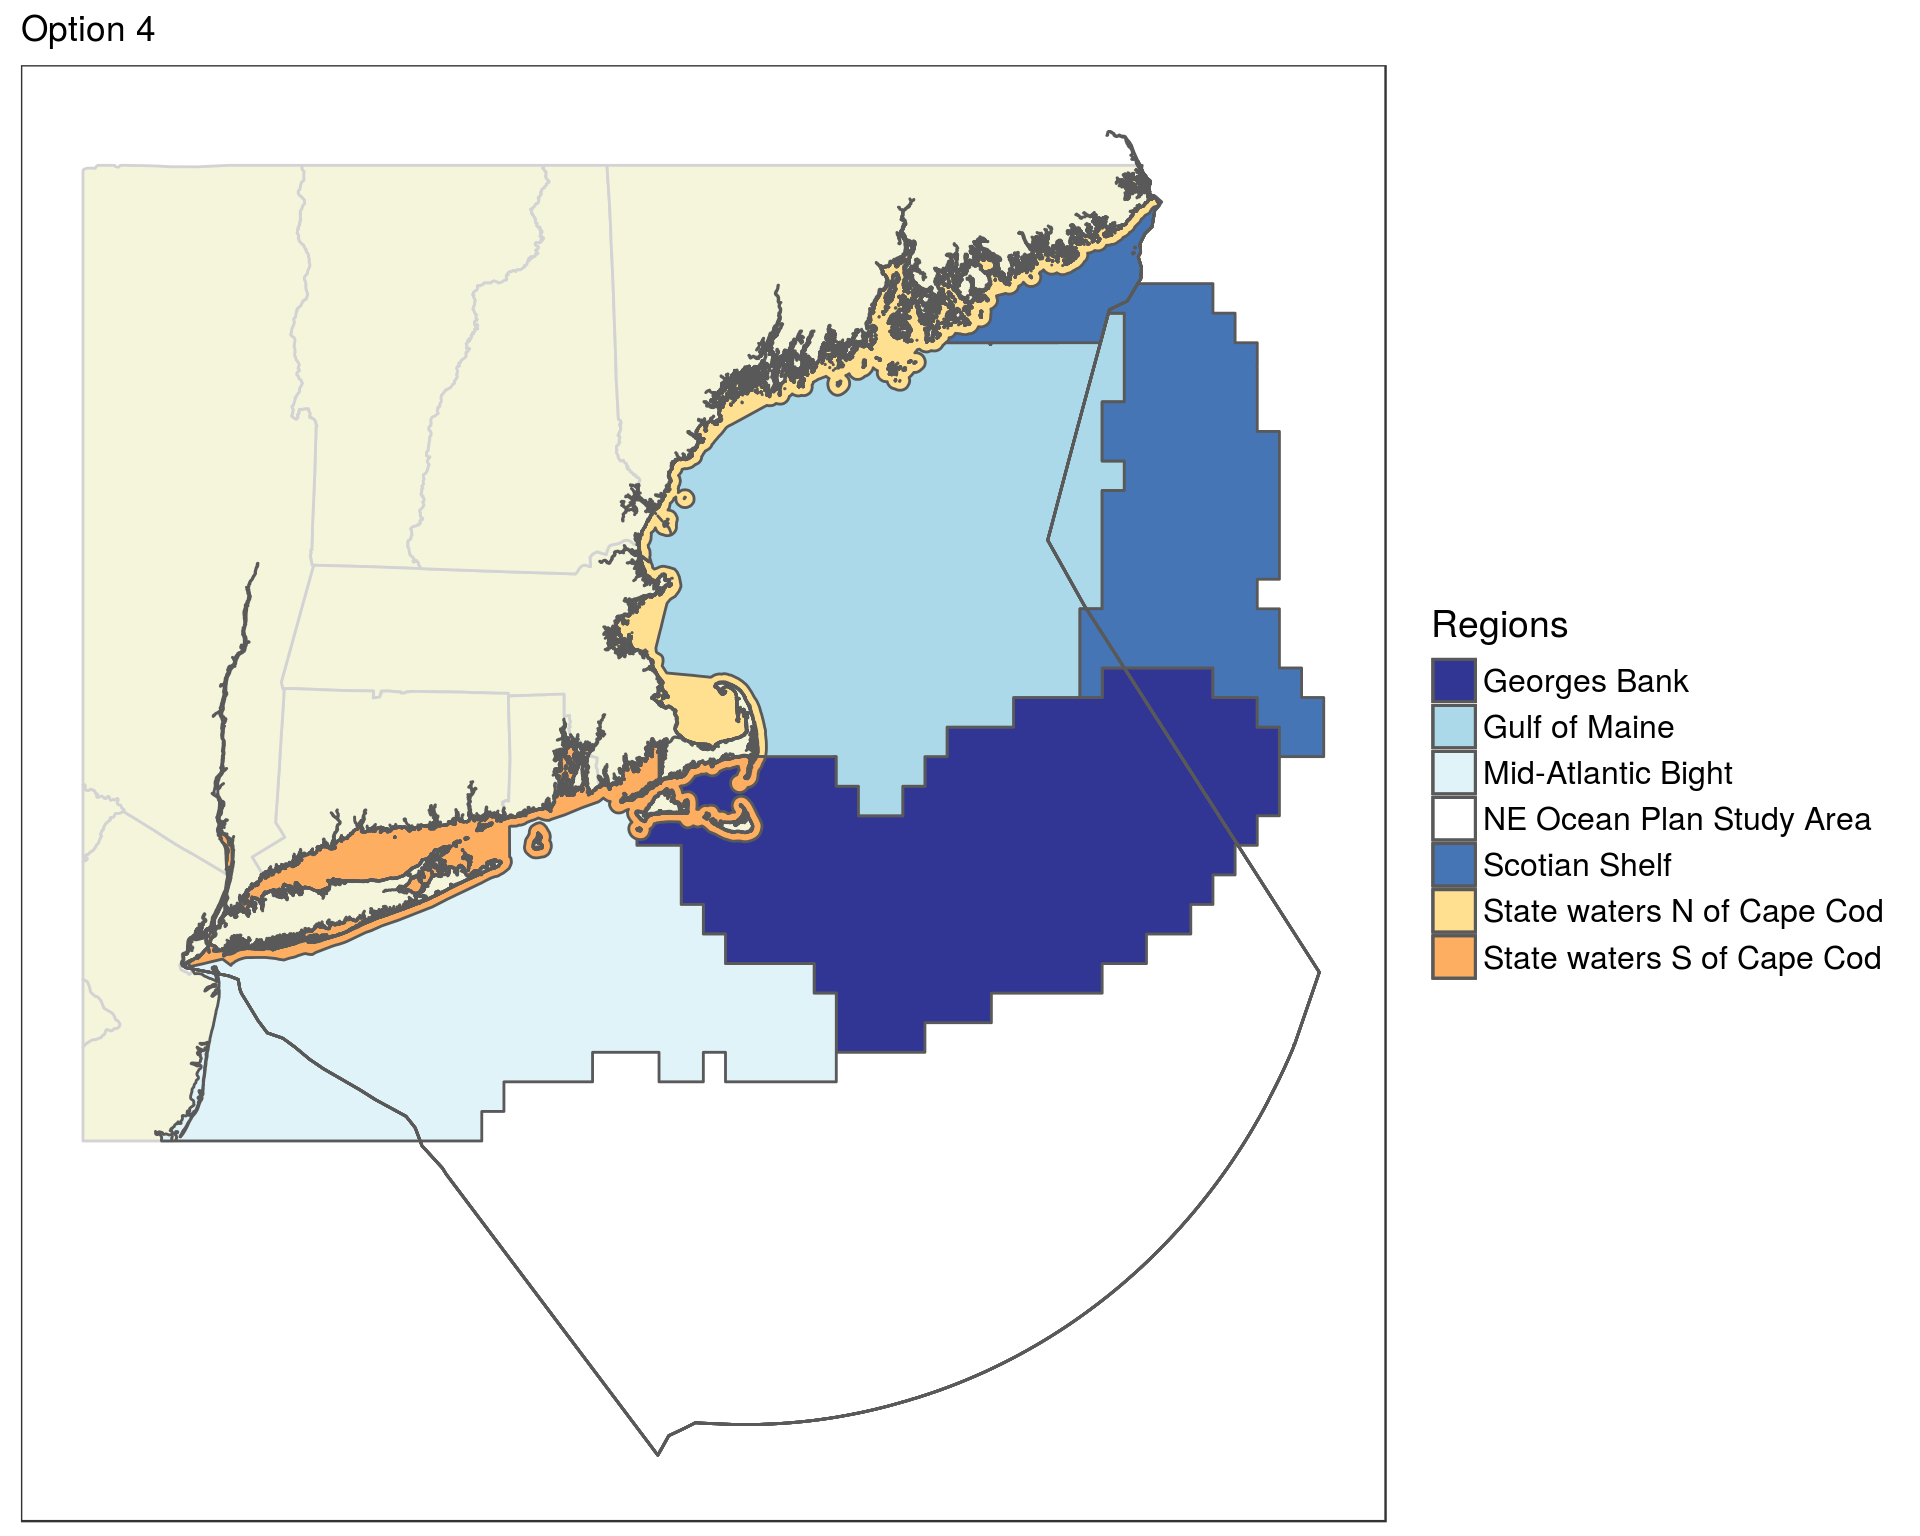 Option 4
Regions
Georges Bank
Gulf of Maine
Mid-Atlantic Bight
NE Ocean Plan Study Area
Scotian Shelf
State waters N of Cape Cod
State waters S of Cape Cod